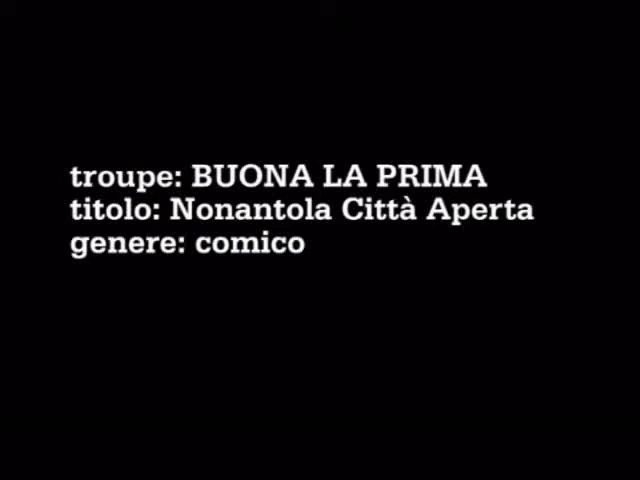 troupe: BUONA LA PRIMA
titolo: Nonantola Città Aperta
genere: comico